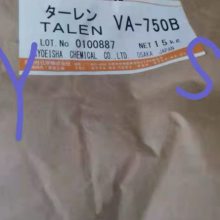 ターレン
TALEN VA-750B
LOT No 0100887 NET 15 Kg
KYOEISHA CHEMICAL CO LTD OSAKA JAPAN
Y S